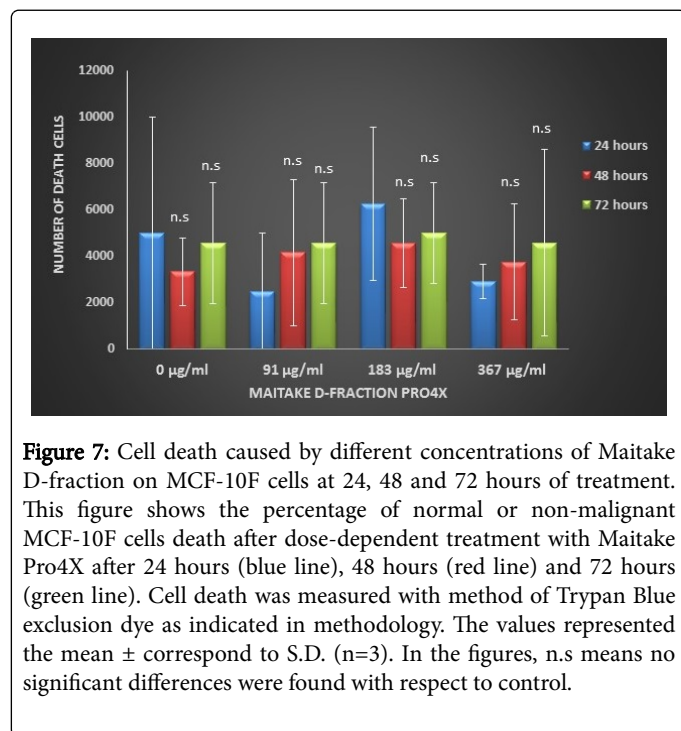 12000
10000
8000
6000
4000
2000
0
NUMBER OF DEATH CELLS
n.s
n.s
n.s
n.s
n.s
n.s
n.s
n.s
24 hours
48 hours
72 hours
0 µg/ml
91 µg/ml
183 µg/ml
367 µg/ml
MAITAKE D-FRACTION PRO4X
Figure 7: Cell death caused by different concentrations of Maitake
D-fraction on MCF-10F cells at 24, 48 and 72 hours of treatment.
This figure shows the percentage of normal or non-malignant
MCF-10F cells death after dose-dependent treatment with Maitake
Pro4X after 24 hours (blue line), 48 hours (red line) and 72 hours
(green line). Cell death was measured with method of Trypan Blue
exclusion dye as indicated in methodology. The values represented
the mean ± correspond to S.D. (n=3). In the figures, n.s means no
significant differences were found with respect to control.